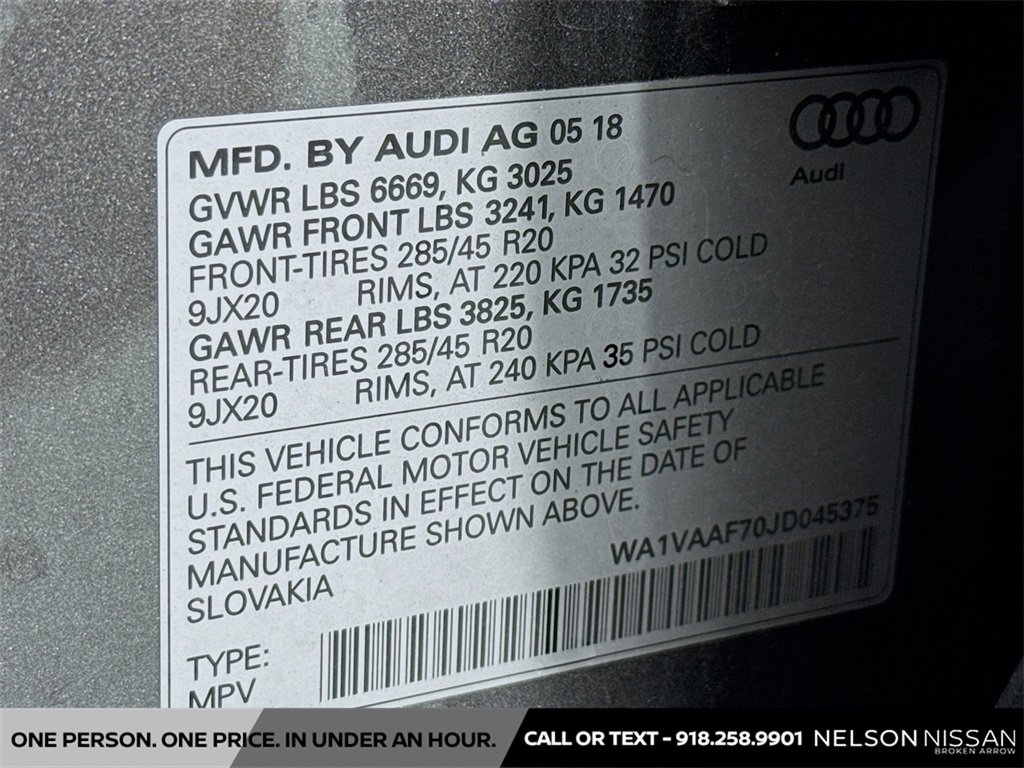 MFD. BY AUDI AG 05 18
Audi
GVWR LBS 6669, KG 3025
GAWR FRONT LBS 3241, KG 1470
FRONT-TIRES 285/45 R20
9JX20 RIMS, AT 220 KPA 32 PSI COLD
GAWR REAR LBS 3825, KG 1735
REAR-TIRES 285/45 R20
9JX20 RIMS, AT 240 KPA 35 PSI COLD
THIS VEHICLE CONFORMS TO ALL APPLICABLE
U.S. FEDERAL MOTOR VEHICLE SAFETY
STANDARDS IN EFFECT ON THE DATE OF
MANUFACTURE SHOWN ABOVE.
SLOVAKIA
WA1VAAF70JD045375
TYPE:
MPV
ONE PERSON. ONE PRICE. IN UNDER AN HOUR.
CALL OR TEXT - 918.258.9901
NELSON NISSAN
BROKEN ARROW